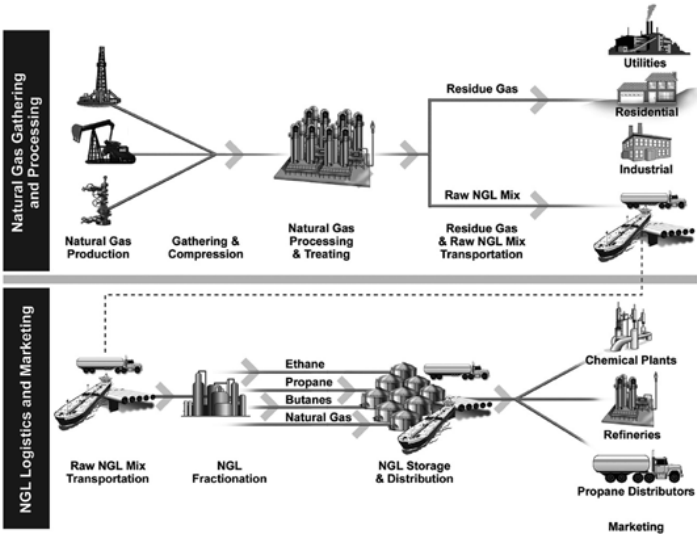 Natural Gas Gathering
and Processing
Residue Gas
Raw NGL Mix
Utilities
Residential
Industrial
Natural Gas
Production
Gathering &
Compression
Natural Gas
Processing
& Treating
Residue Gas
& Raw NGL Mix
Transportation
NGL Logistics and Marketing
Ethane
Propane
Butanes
Natural Gas
Chemical Plants
Refineries
Propane Distributors
Raw NGL Mix
Transportation
NGL
Fractionation
NGL Storage
& Distribution
Marketing